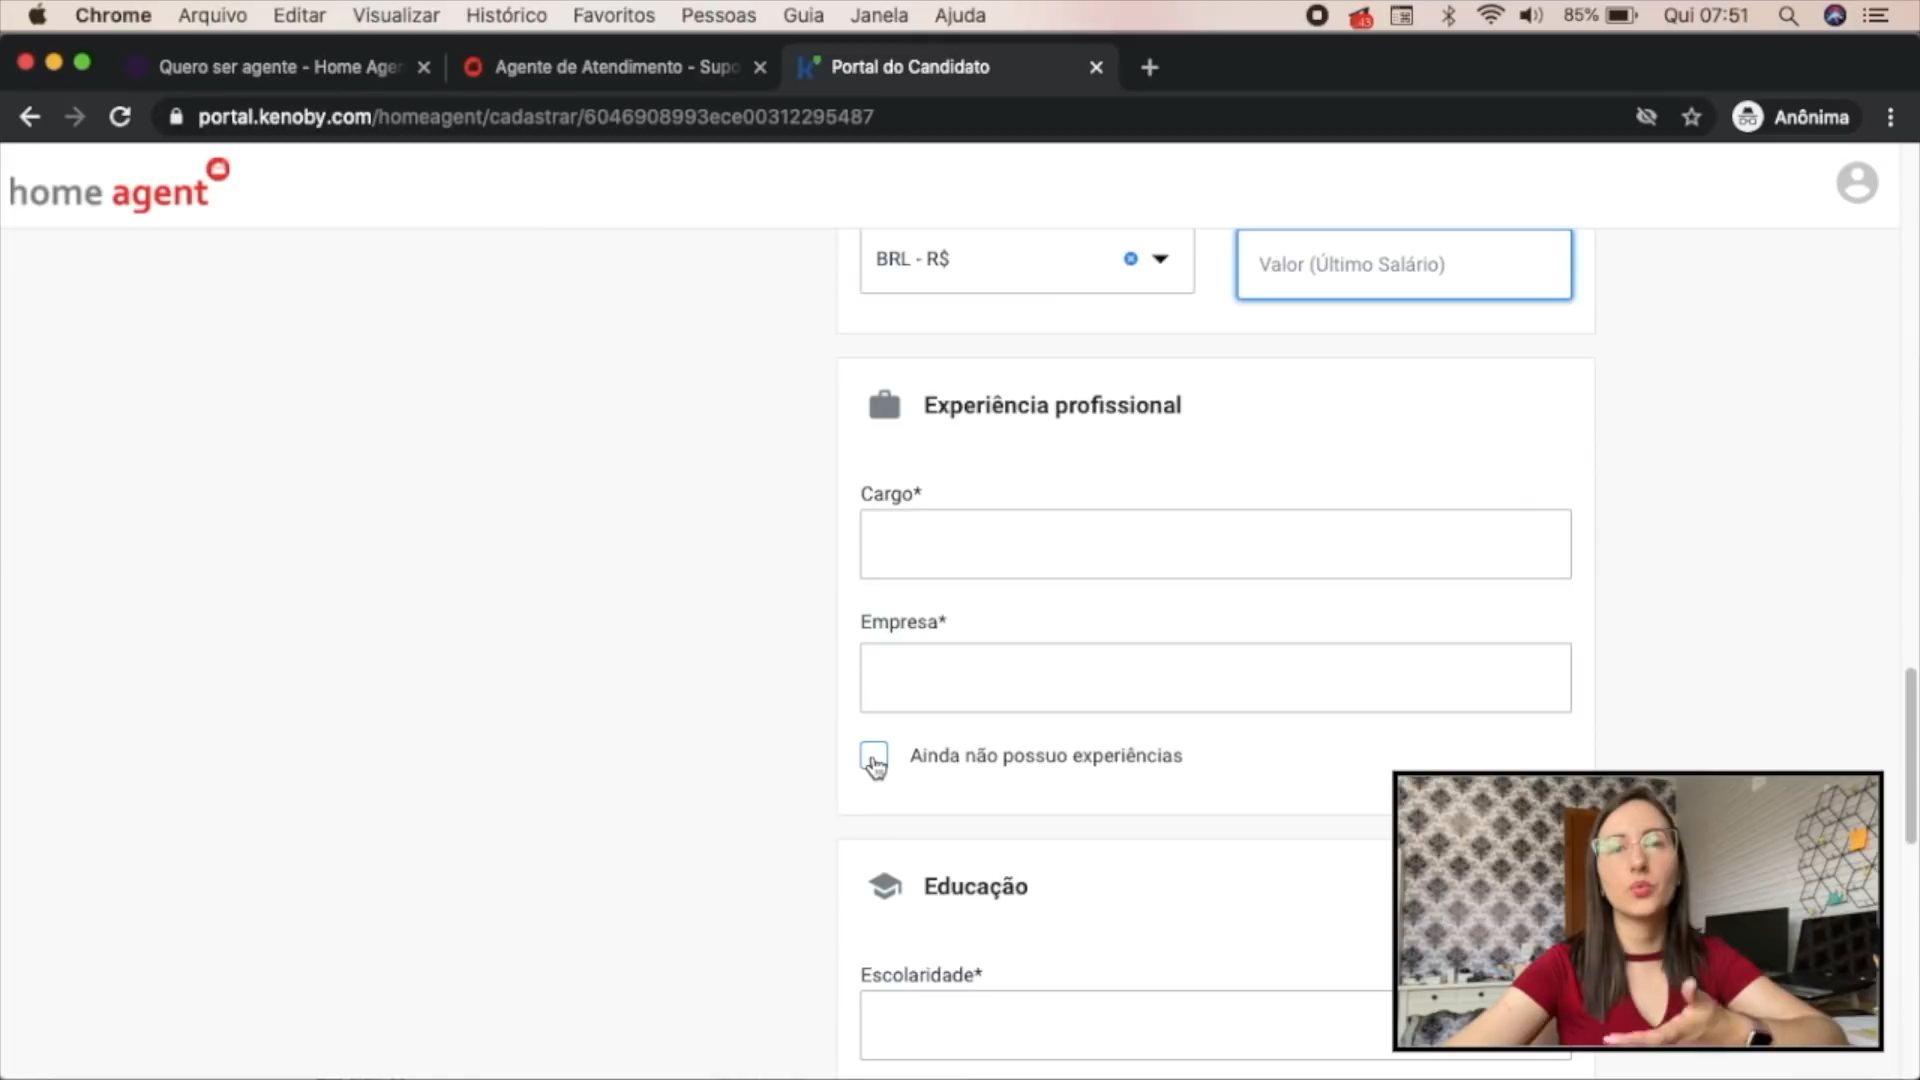 Chrome Arquivo Editar Visualizar Histórico Favoritos Pessoas Guia Janela Ajuda 43 85% Qui 07:51
Quero ser agente - Home Age
Agente de Atendimento - Supo
Portal do Candidato
portal.kenoby.com/homeagent/cadastrar/6046908993ece00312295487
Anônima
home agent
BRL - R$
Valor (Último Salário)
Experiência profissional
Cargo*
Empresa*
Ainda não possuo experiências
Educação
Escolaridade*